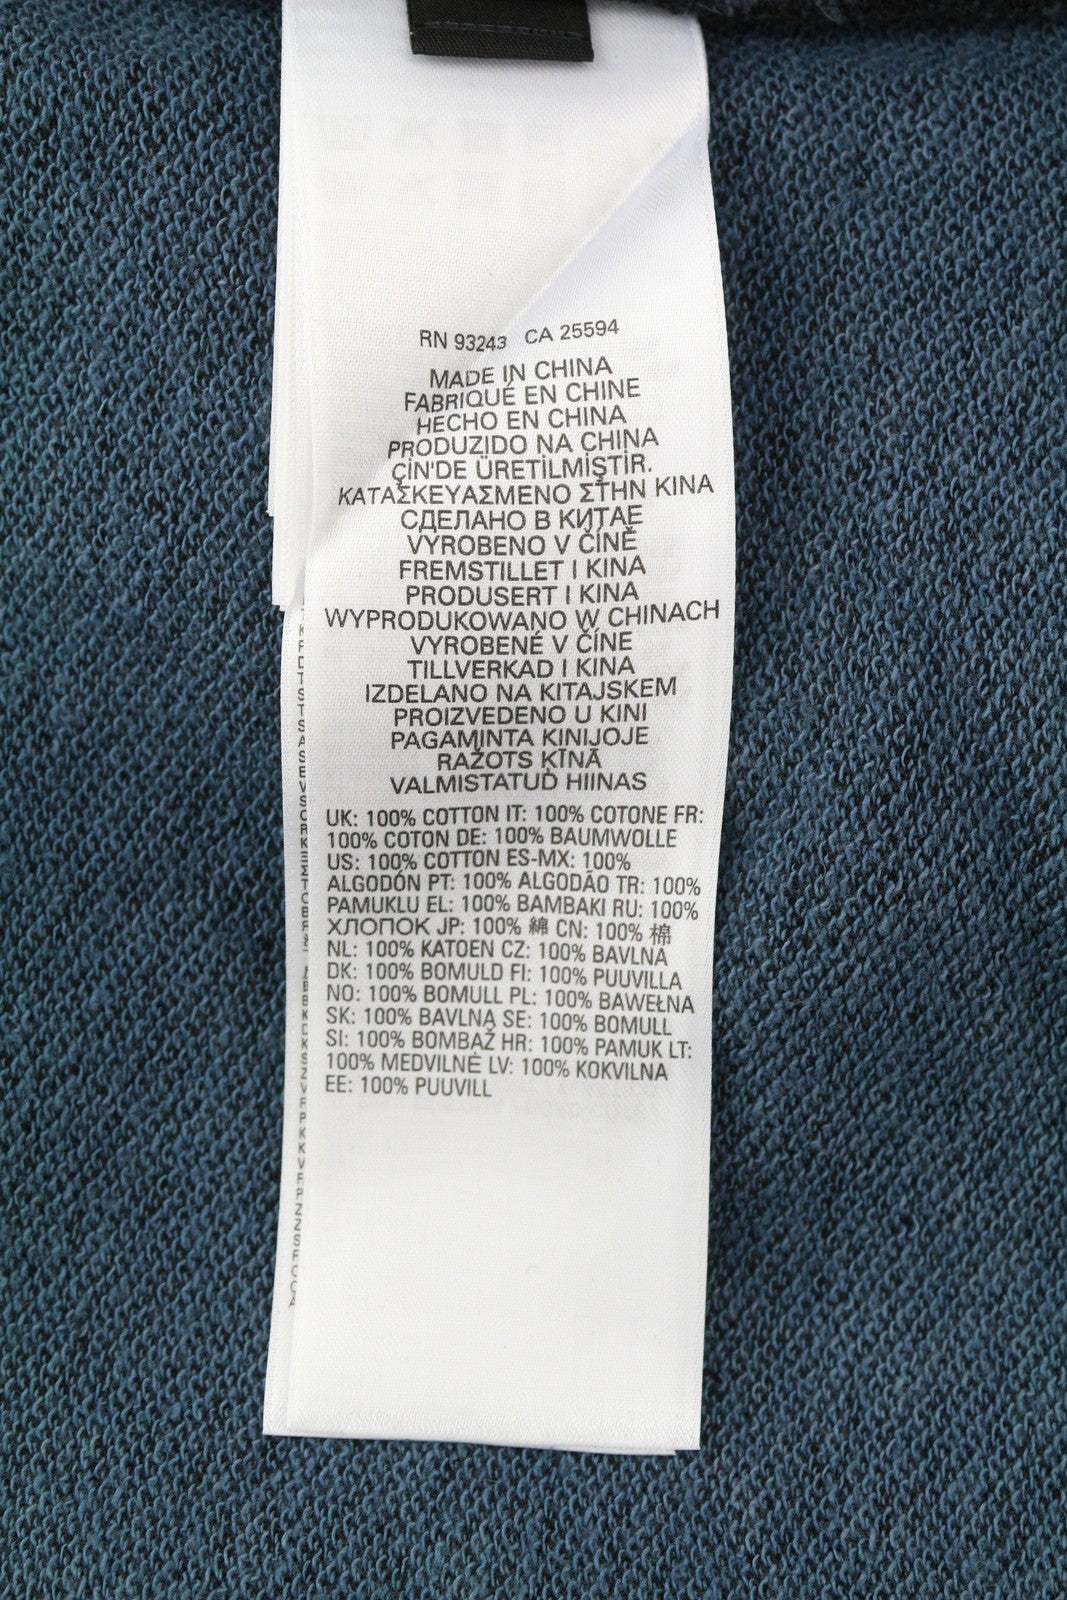 RN 93243 CA 25594
MADE IN CHINA
FABRIQUÉ EN CHINE
HECHO EN CHINA
PRODUZIDO NA CHINA
ÇİN'DE ÜRETİLMİŞTİR.
ΚΑΤΑΣΚΕΥΑΣΜΕΝΟ ΣΤΗΝ ΚΙΝΑ
СДЕЛАНО В КИТАЕ
VYROBENO V ČÍNĚ
FREMSTILLET I KINA
PRODUSERT I KINA
WYPRODUKOWANO W CHINACH
VYROBENÉ V ČÍNE
TILLVERKAD I KINA
IZDELANO NA KITAJSKEM
PROIZVEDENO U KINI
PAGAMINTA KINIJOJE
RAŽOTS ĶĪNĀ
VALMISTATUD HIINAS
UK: 100% COTTON IT: 100% COTONE FR:
100% COTON DE: 100% BAUMWOLLE
US: 100% COTTON ES-MX: 100%
ALGODÓN PT: 100% ALGODÃO TR: 100%
PAMUKLU EL: 100% ΒΑΜΒΑΚΙ RU: 100%
ХЛОПОК JP: 100% 綿 CN: 100% 棉
NL: 100% KATOEN CZ: 100% BAVLNA
DK: 100% BOMULD FI: 100% PUUVILLA
NO: 100% BOMULL PL: 100% BAWEŁNA
SK: 100% BAVLNA SE: 100% BOMULL
SI: 100% BOMBAŽ HR: 100% PAMUK LT:
100% MEDVILNĖ LV: 100% KOKVILNA
EE: 100% PUUVILL